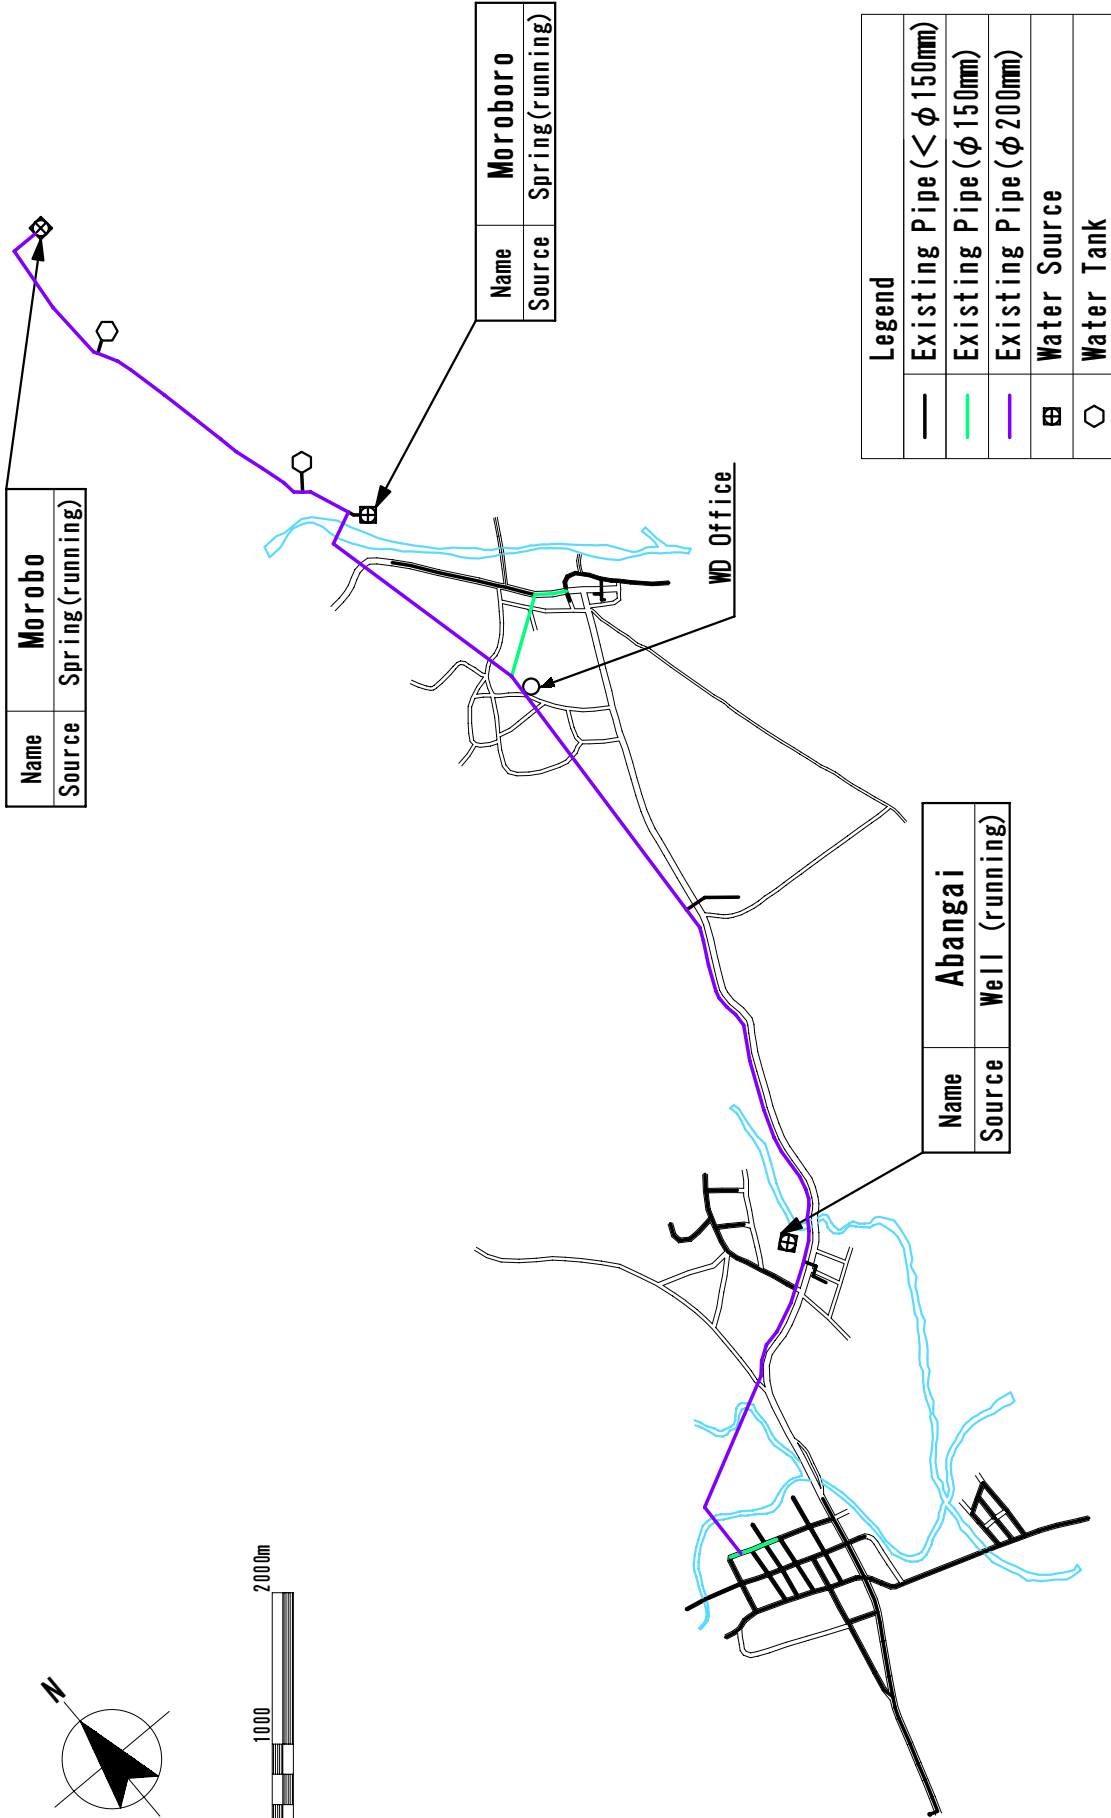 Name Morobo
Source Spring(running)
Name Moroboro
Source Spring(running)
WD Office
Name Abangai
Source Well (running)
N
1000 2000m
Legend
Existing Pipe(<φ150mm)
Existing Pipe(φ150mm)
Existing Pipe(φ200mm)
Water Source
Water Tank